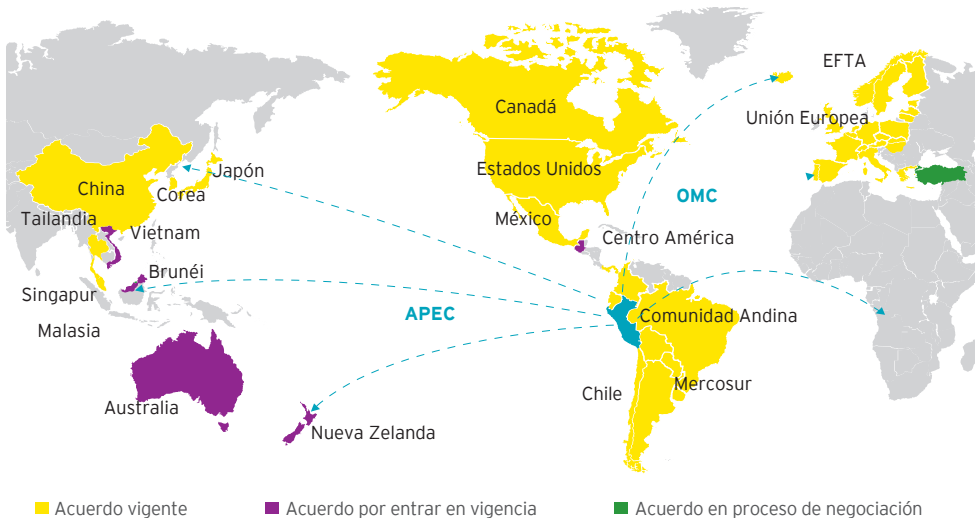 EFTA
Canadá
Unión Europea
Japón
Estados Unidos
China
Corea
OMC
Tailandia
México
Vietnam
Centro América
Brunéi
Singapur
APEC
Comunidad Andina
Malasia
Chile
Mercosur
Australia
Nueva Zelanda
Acuerdo vigente
Acuerdo por entrar en vigencia
Acuerdo en proceso de negociación